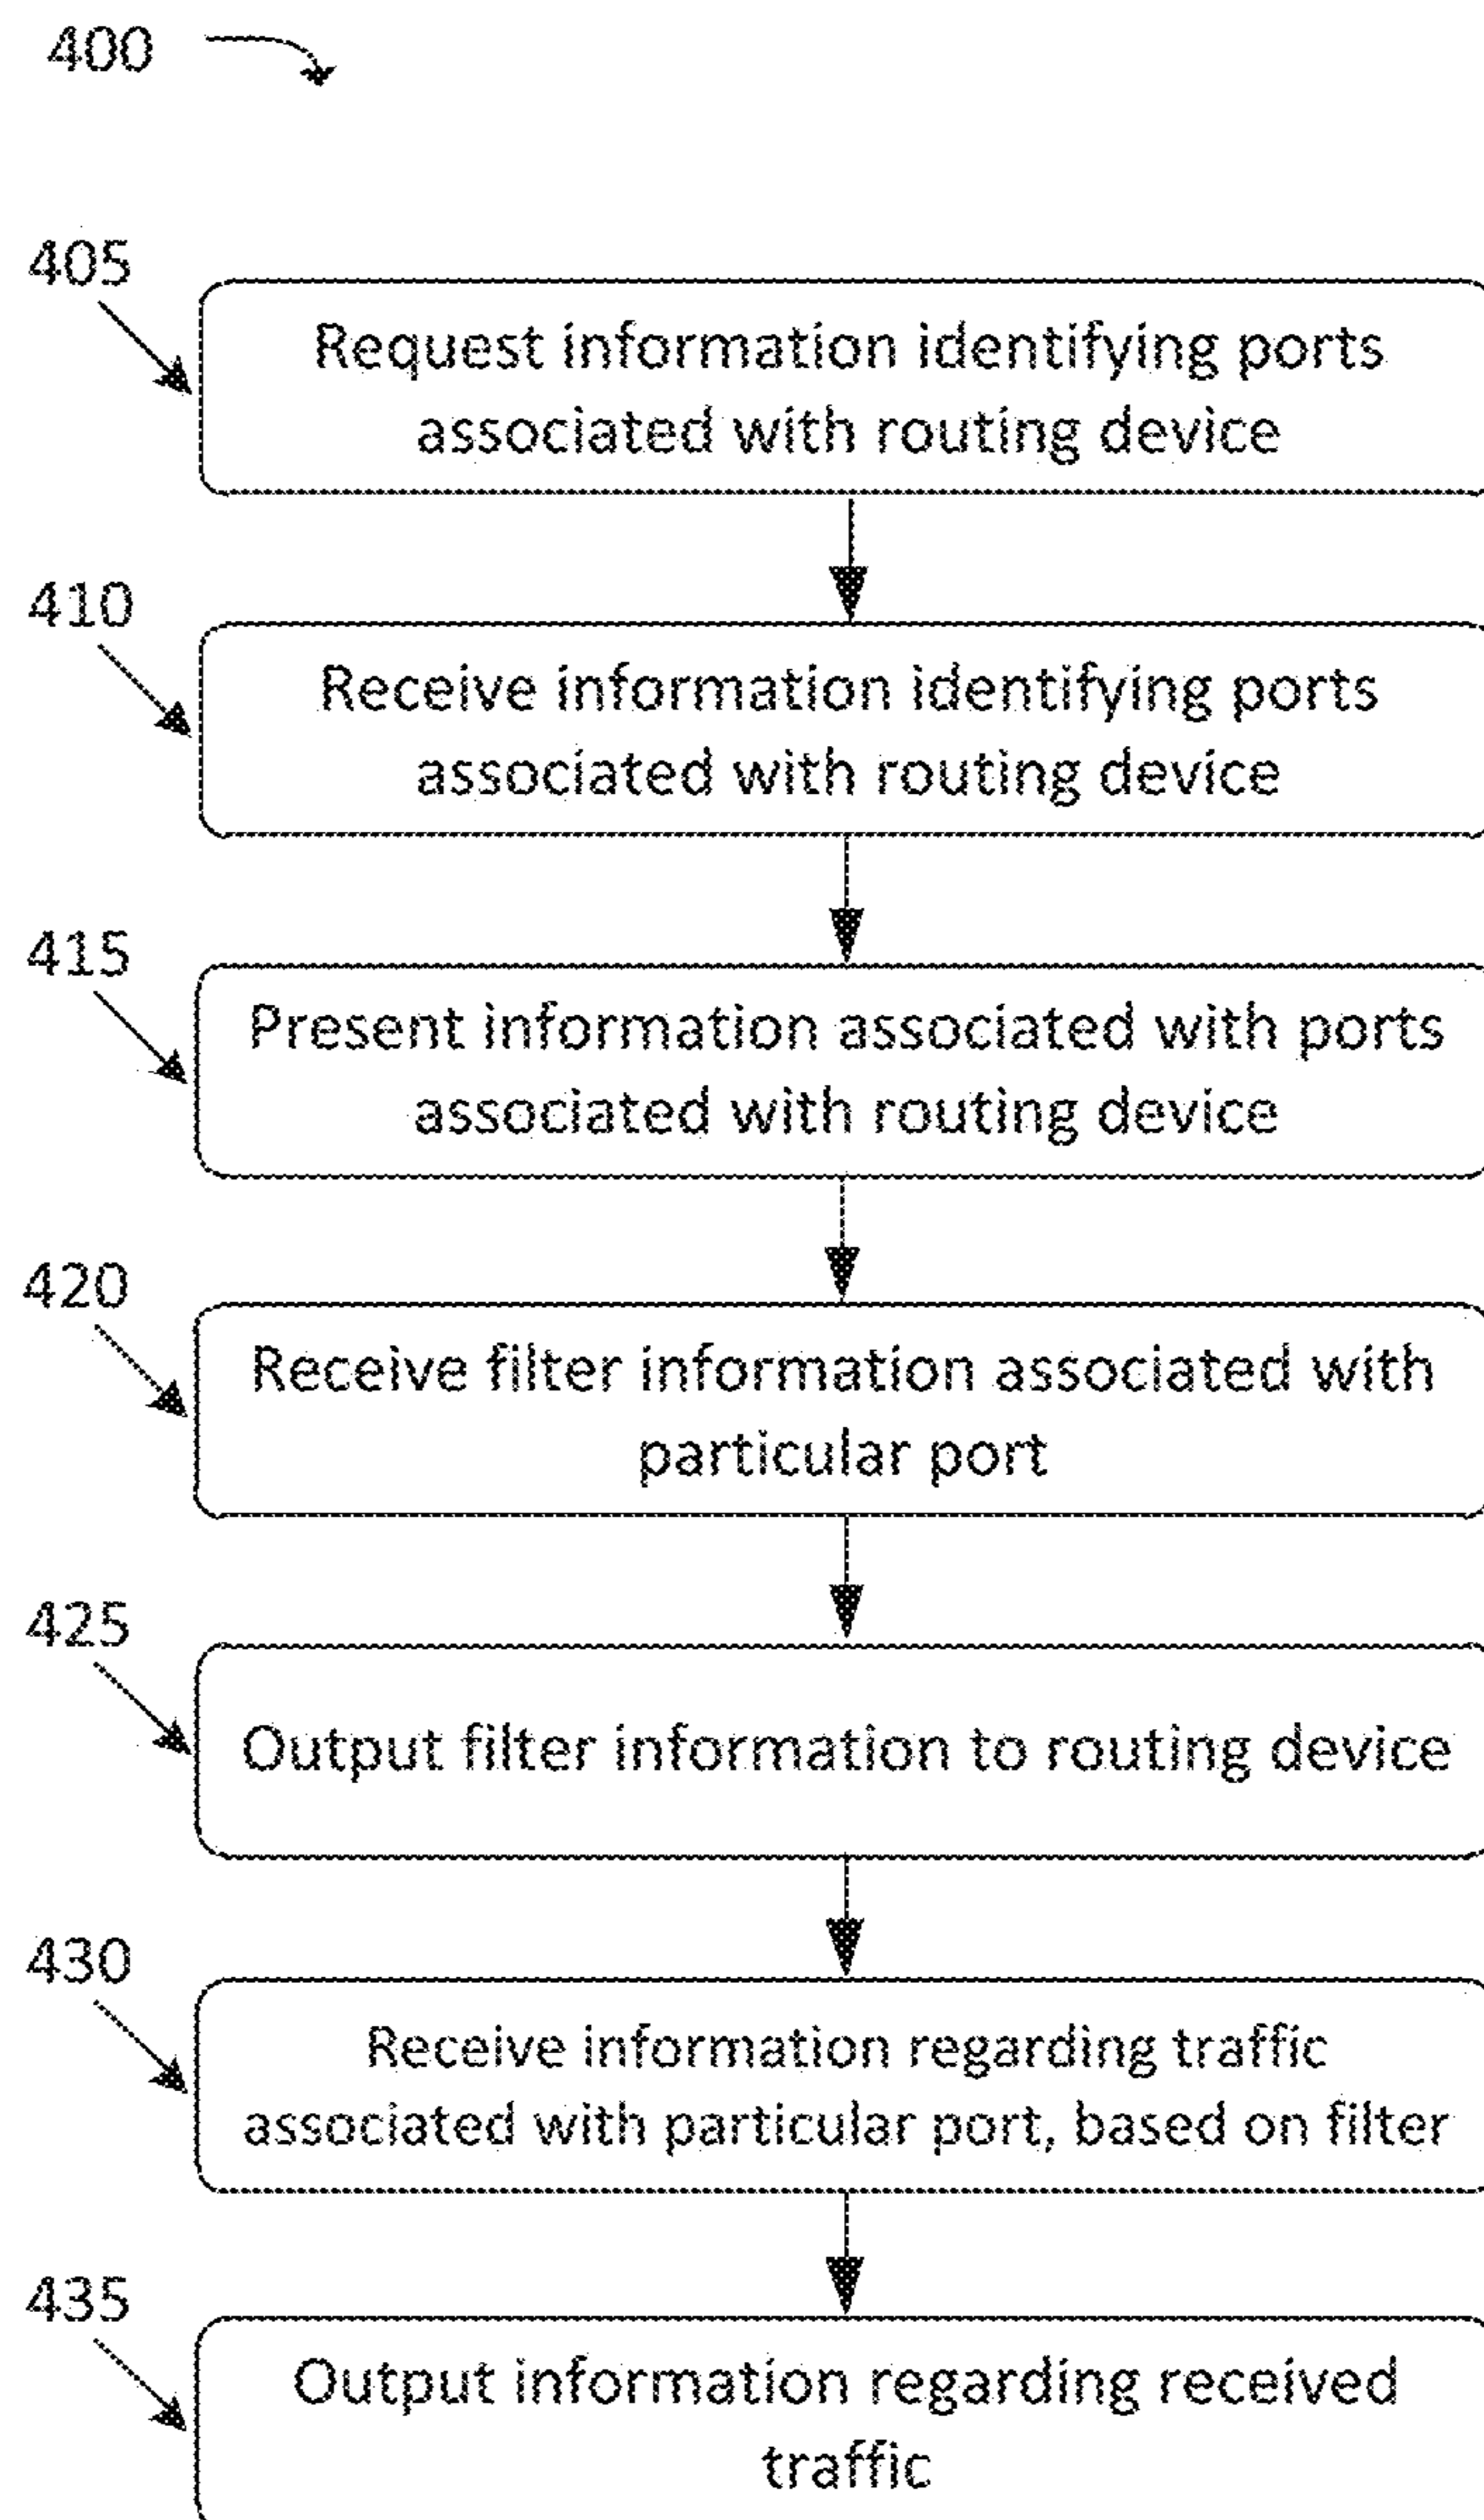 400
405
Request information identifying ports
associated with routing device
410
Receive information identifying ports
associated with routing device
415
Present information associated with ports
associated with routing device
420
Receive filter information associated with
particular port
425
Output filter information to routing device
430
Receive information regarding traffic
associated with particular port, based on filter
435
Output information regarding received
traffic